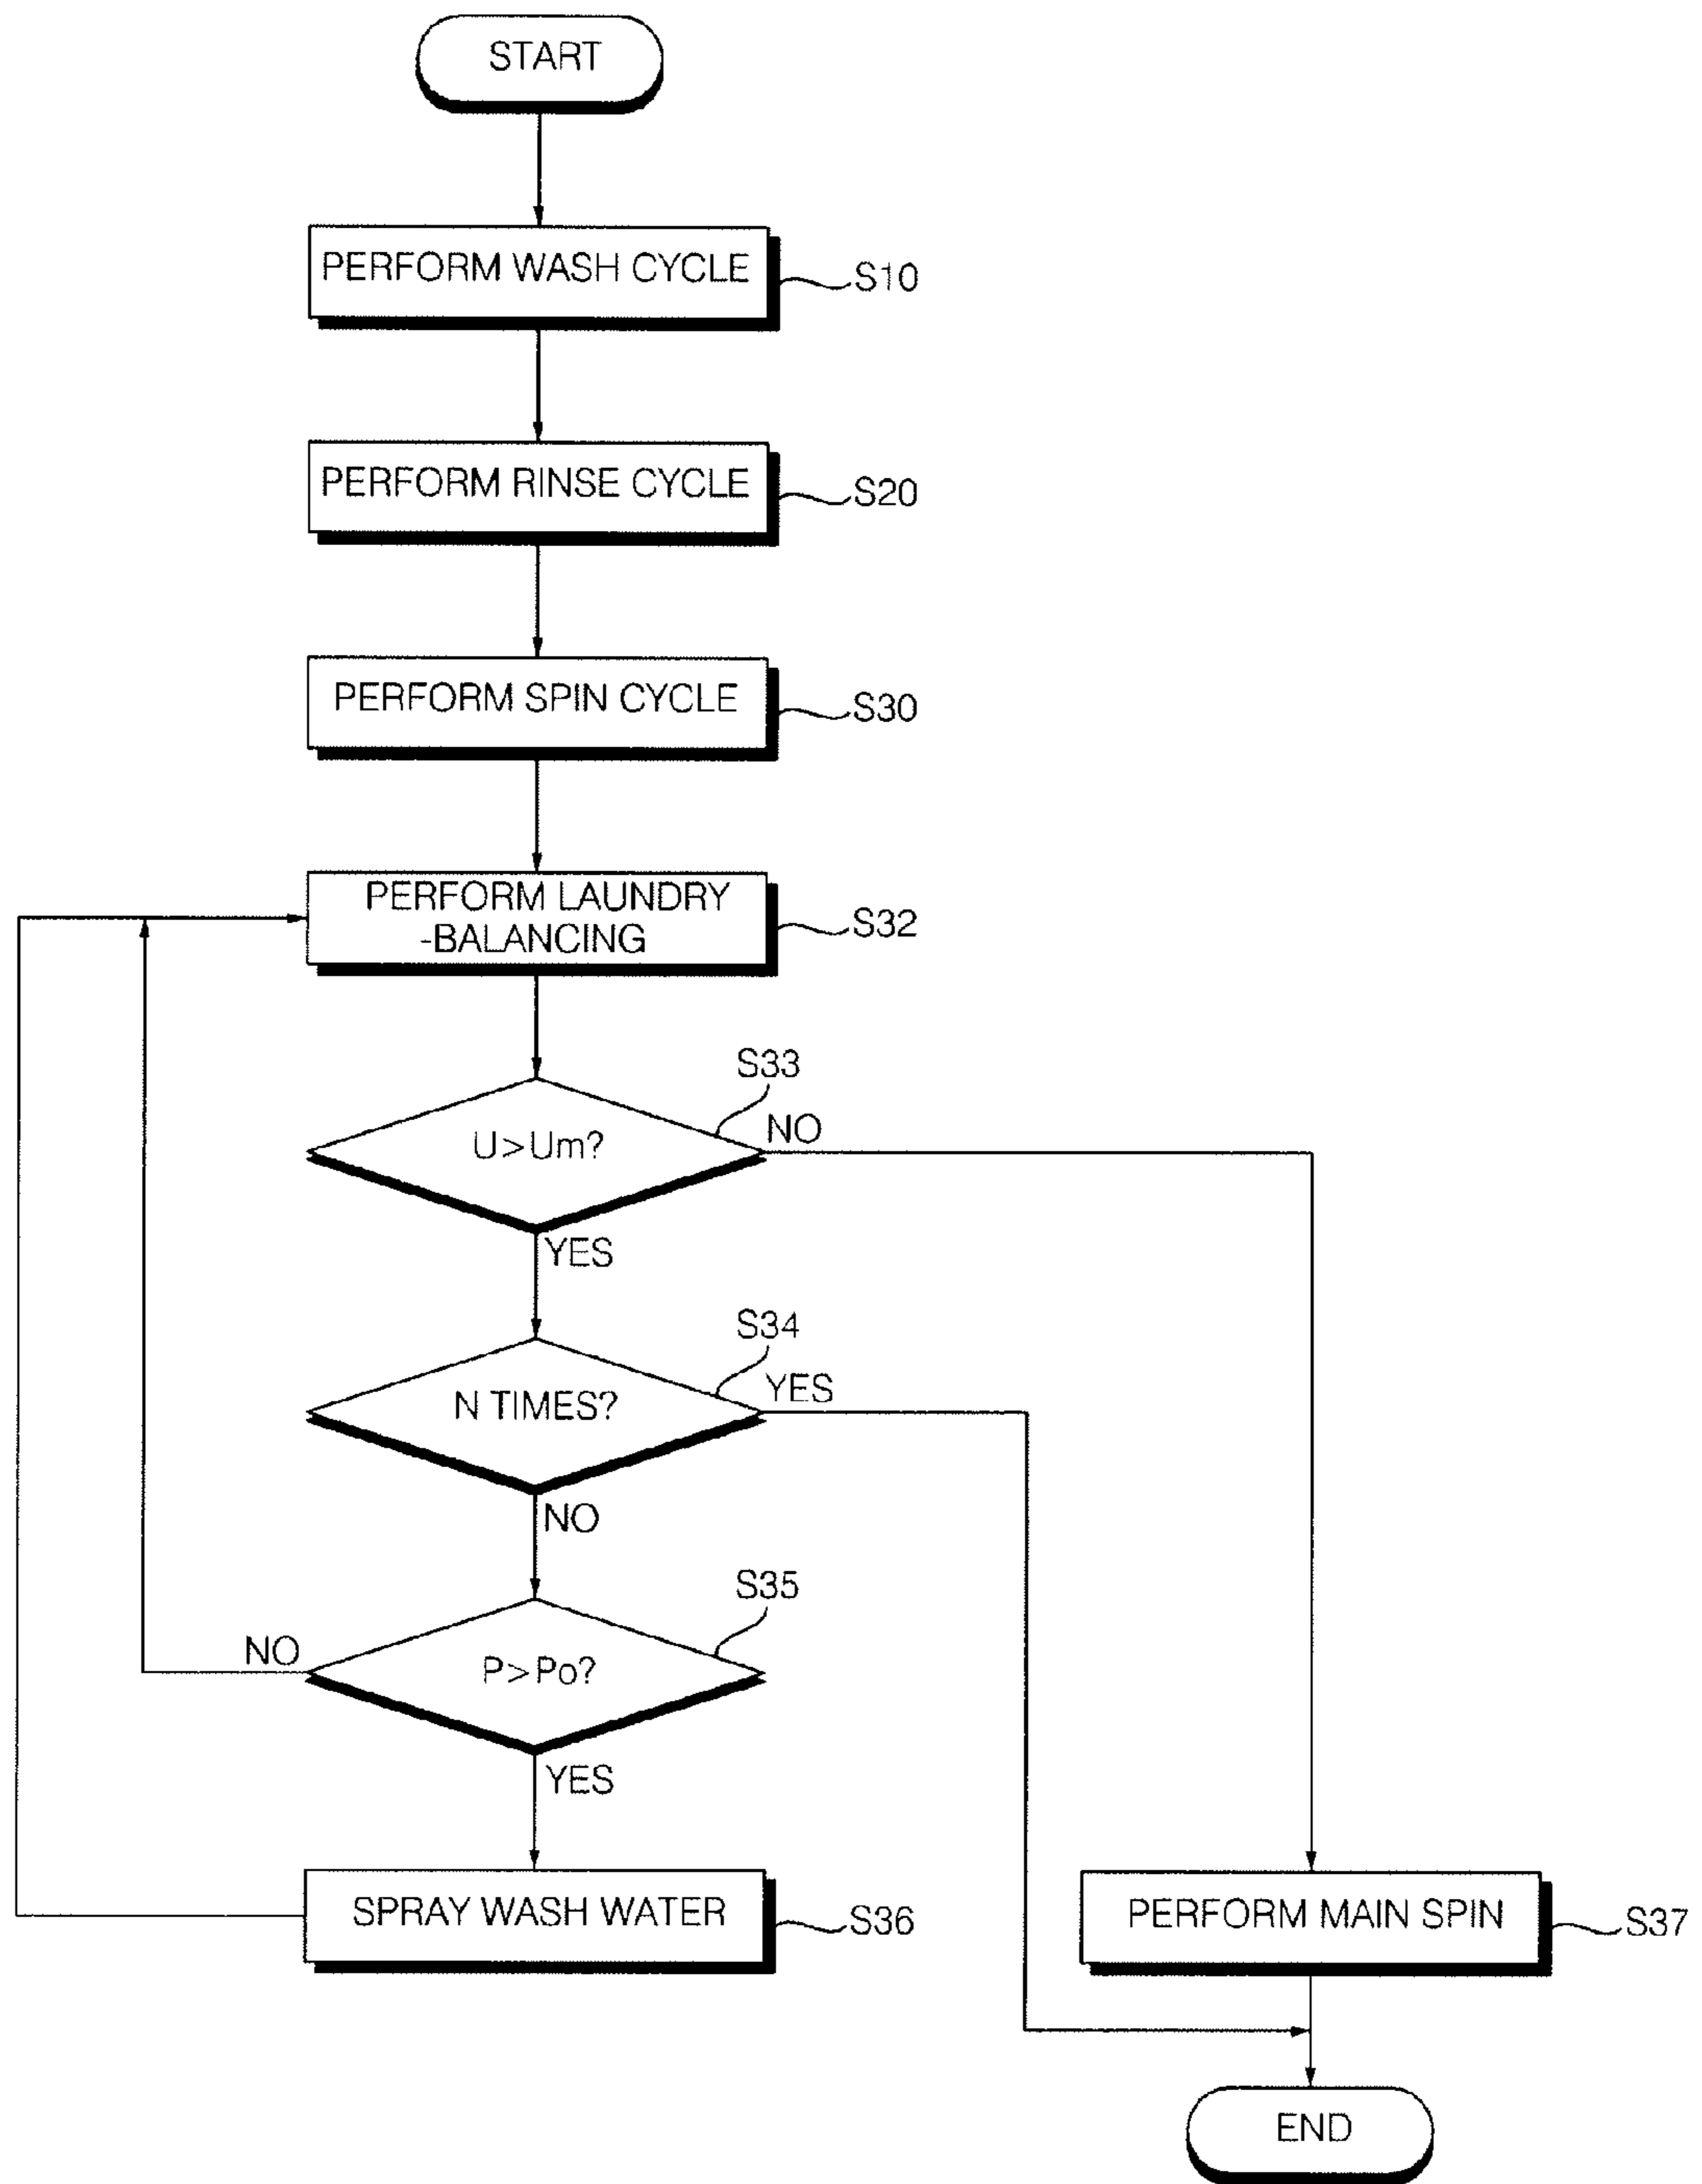 START
PERFORM WASH CYCLE
S10
PERFORM RINSE CYCLE
S20
PERFORM SPIN CYCLE
S30
PERFORM LAUNDRY
-BALANCING
S32
S33
U>Um?
NO
YES
S34
N TIMES?
YES
NO
S35
P>Po?
NO
YES
SPRAY WASH WATER
S36
PERFORM MAIN SPIN
S37
END